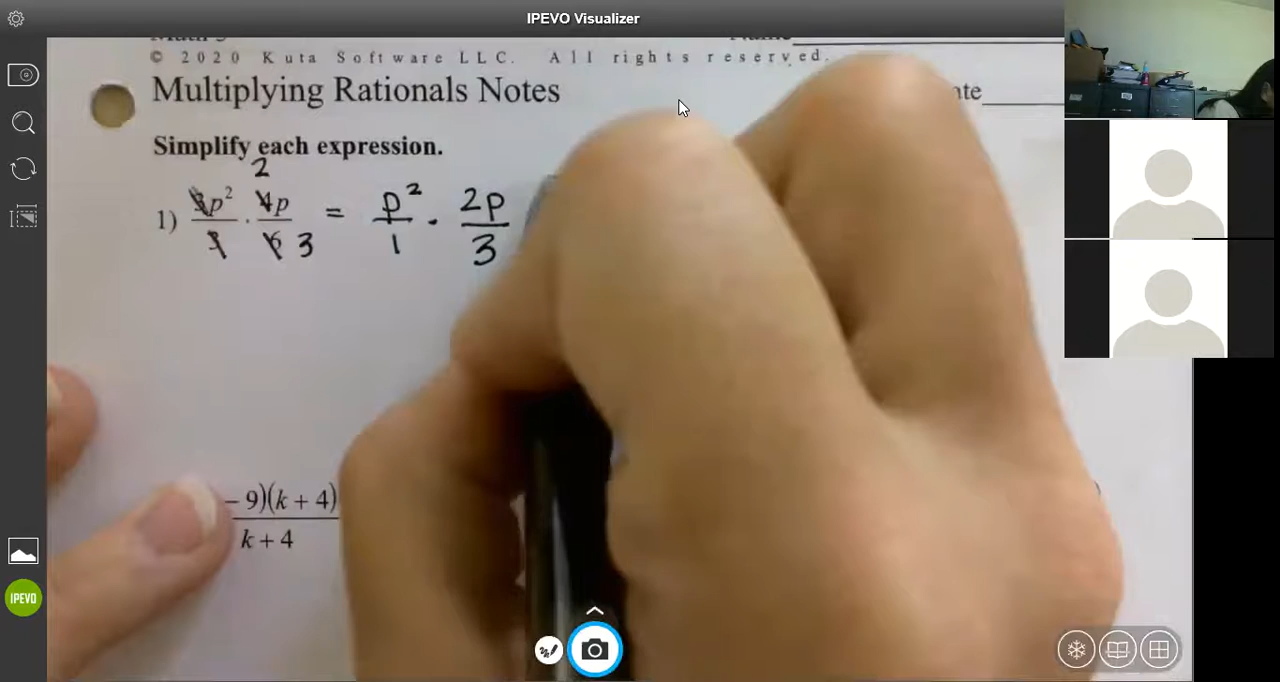 IPEVO Visualizer
© 2020 Kuta Software LLC. All rights reserved.
Multiplying Rationals Notes
Simplify each expression.
2
1) 3p² / 3 · 4p / 6 3 = p² / 1 · 2p / 3
− 9)(k + 4)
k + 4
IPEVO